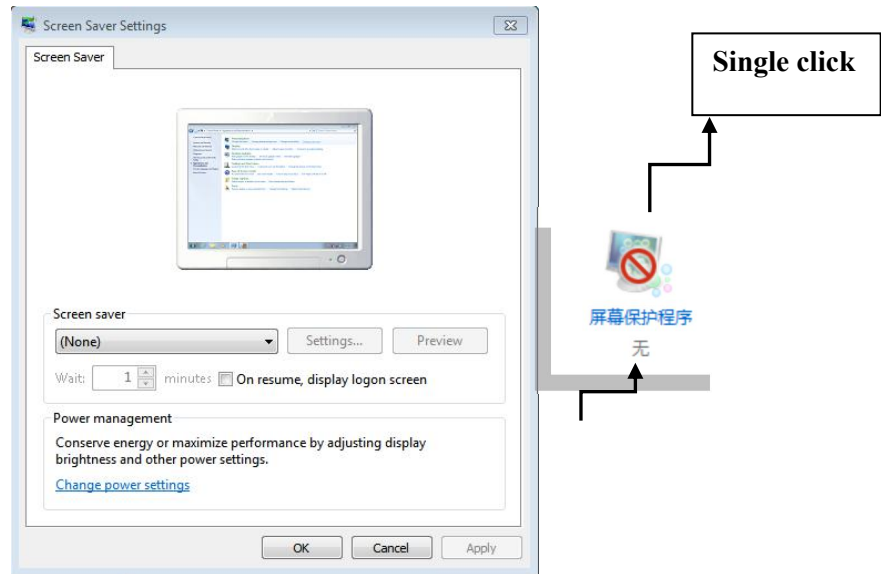 Screen Saver Settings
Screen Saver
Screen saver
(None)
Settings...
Preview
Wait: 1 minutes On resume, display logon screen
Power management
Conserve energy or maximize performance by adjusting display
brightness and other power settings.
Change power settings
OK
Cancel
Apply
Single click
屏幕保护程序
无